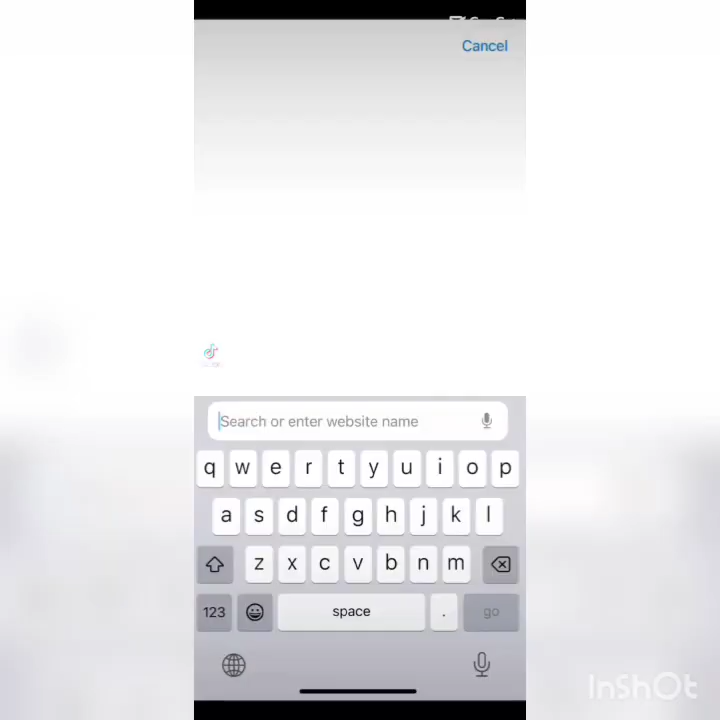 Cancel
Search or enter website name
q w e r t y u i o p
a s d f g h j k l
z x c v b n m
123 space . go
InShOt